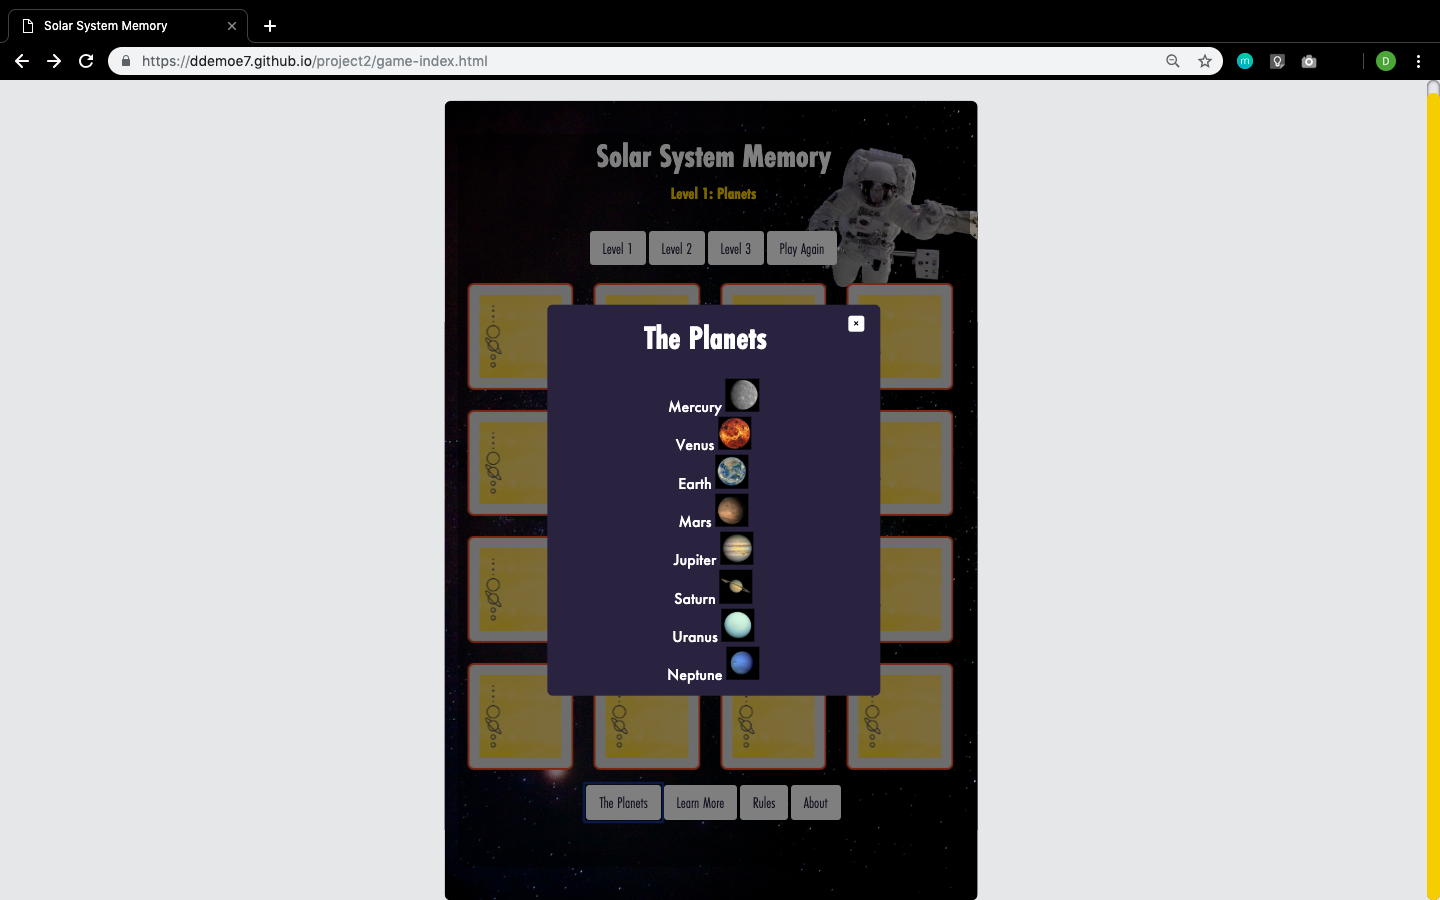 Solar System Memory
https://ddemoe7.github.io/project2/game-index.html
m
D
Solar System Memory
Level 1: Planets
Level 1 Level 2 Level 3 Play Again
The Planets
×
Mercury
Venus
Earth
Mars
Jupiter
Saturn
Uranus
Neptune
The Planets Learn More Rules About